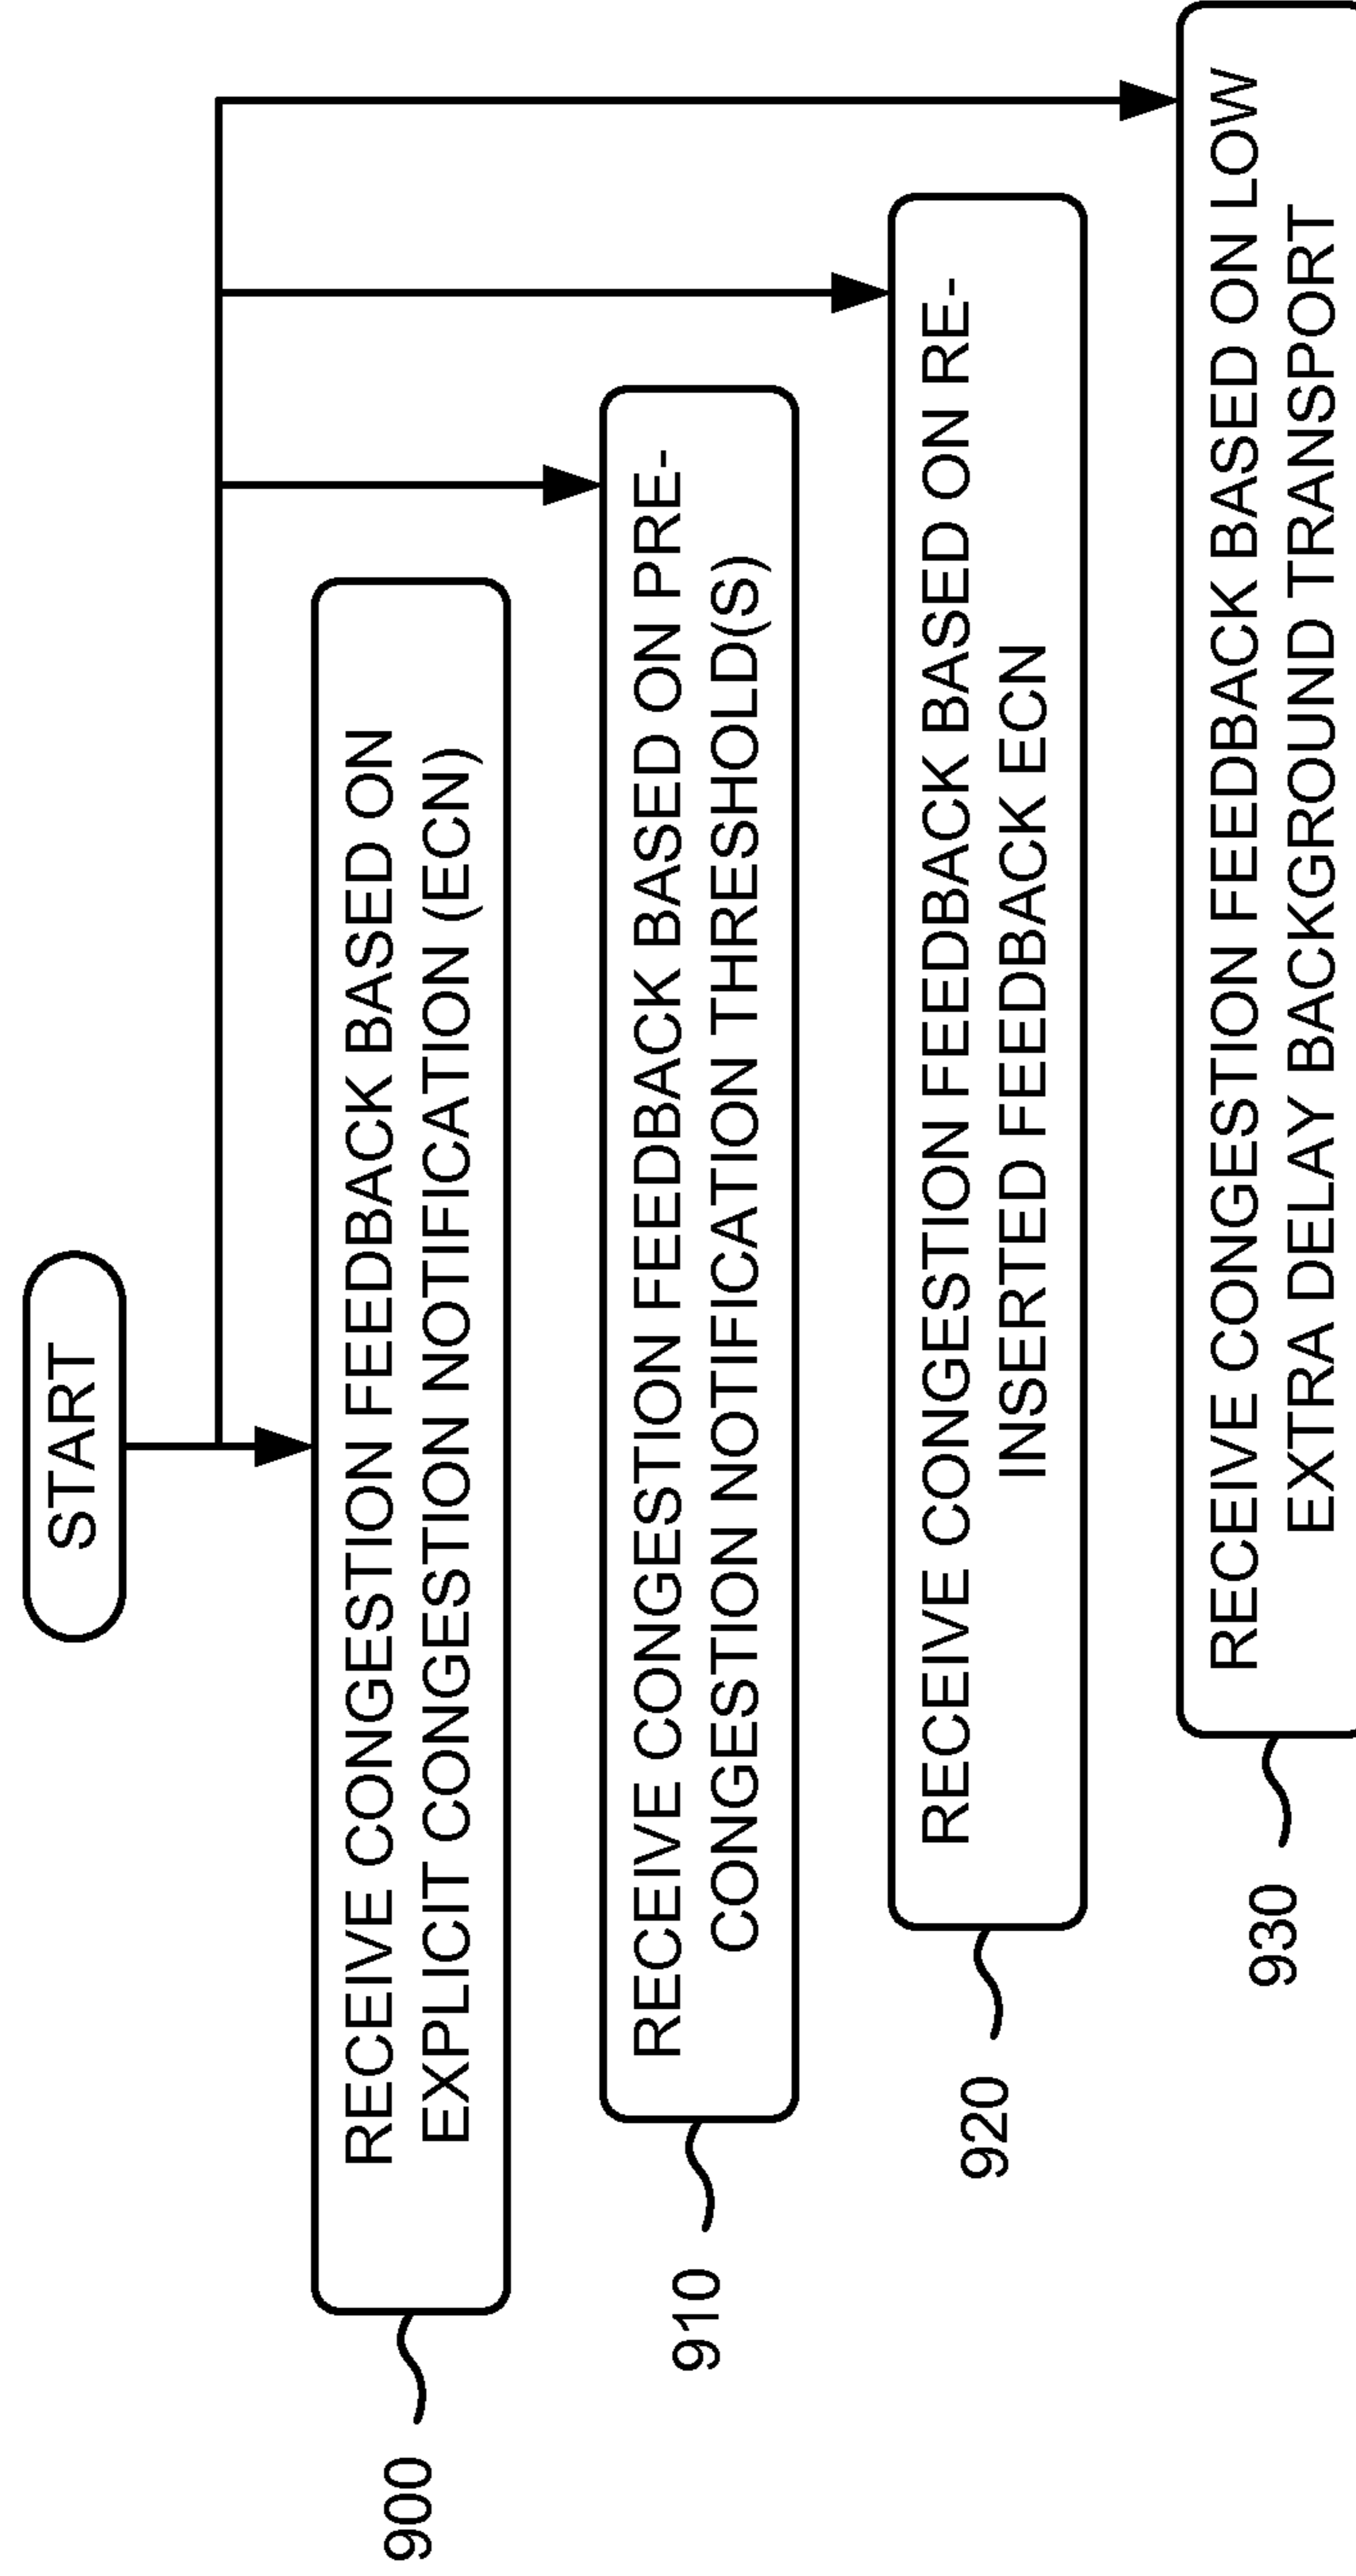 START
RECEIVE CONGESTION FEEDBACK BASED ON
EXPLICIT CONGESTION NOTIFICATION (ECN)
900
RECEIVE CONGESTION FEEDBACK BASED ON PRE-
CONGESTION NOTIFICATION THRESHOLD(S)
910
RECEIVE CONGESTION FEEDBACK BASED ON RE-
INSERTED FEEDBACK ECN
920
RECEIVE CONGESTION FEEDBACK BASED ON LOW
EXTRA DELAY BACKGROUND TRANSPORT
930